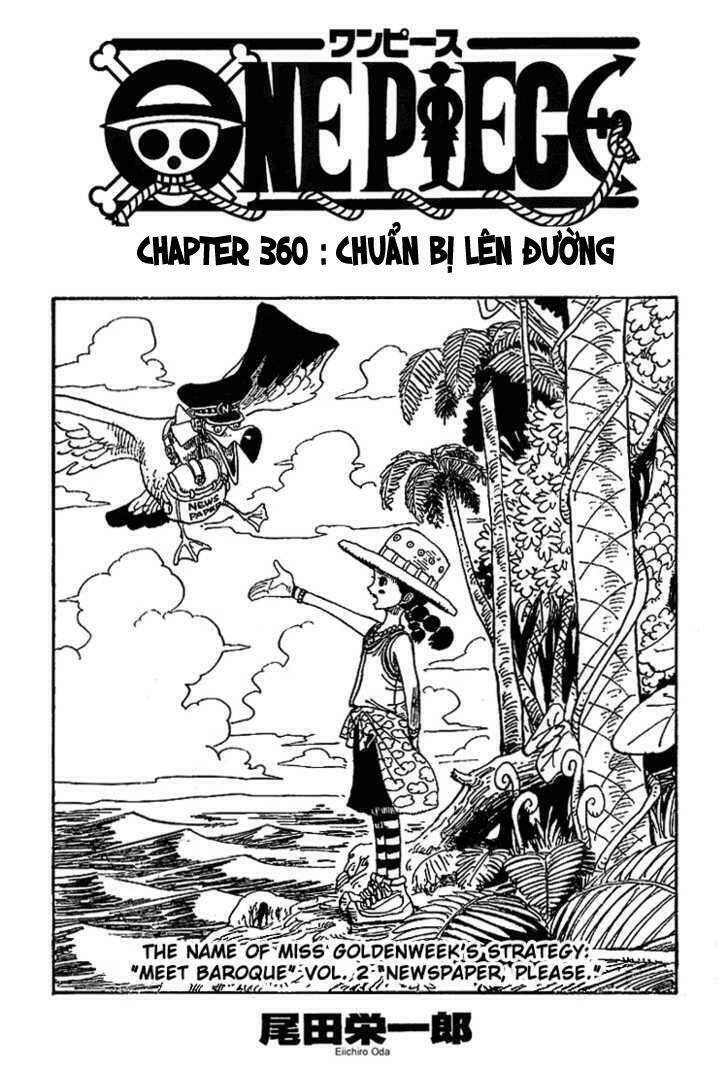 ワンピース
ONE PIECE
CHAPTER 360 : CHUẨN BỊ LÊN ĐƯỜNG
N
NEWS
PAPER
THE NAME OF MISS GOLDENWEEK'S STRATEGY:
"MEET BAROQUE" VOL. 2 "NEWSPAPER, PLEASE."
尾田栄一郎
Eiichiro Oda